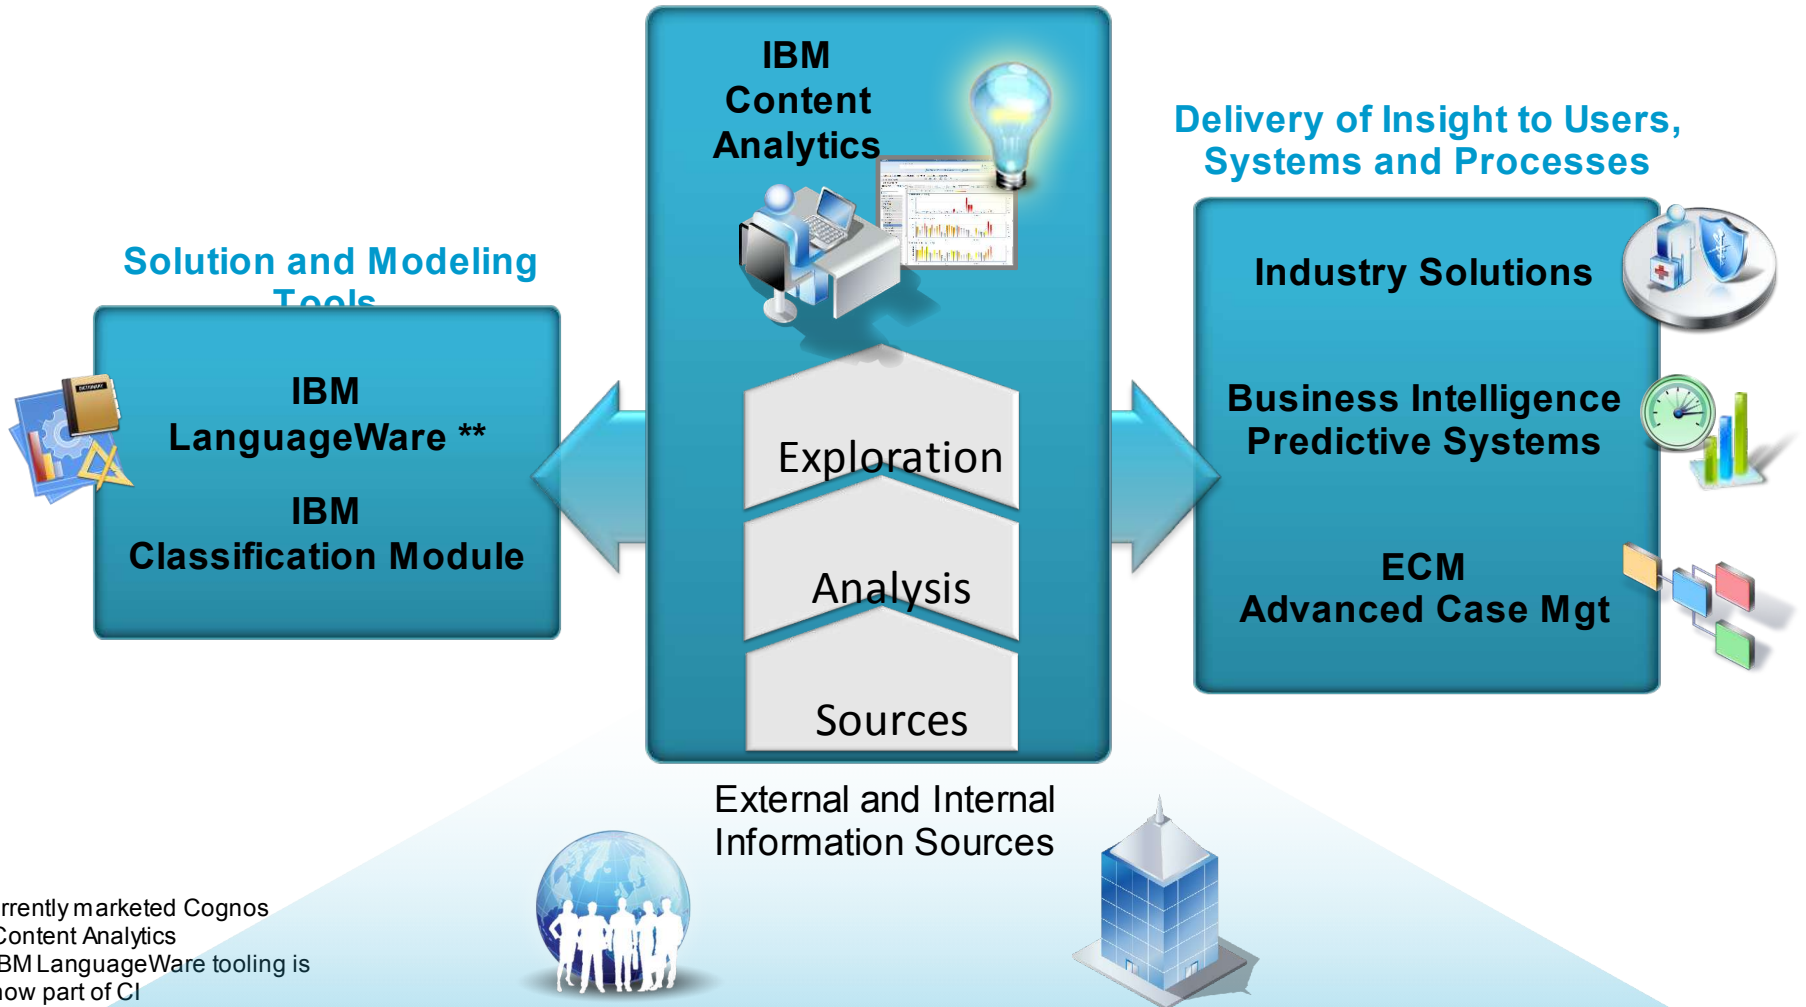 IBM
Content
Analytics
Delivery of Insight to Users,
Systems and Processes
Solution and Modeling
Tools
IBM
LanguageWare **
IBM
Classification Module
DICTIONARY
Exploration
Analysis
Sources
Industry Solutions
Business Intelligence
Predictive Systems
ECM
Advanced Case Mgt
External and Internal
Information Sources
rrently marketed Cognos
Content Analytics
BM LanguageWare tooling is
now part of CI